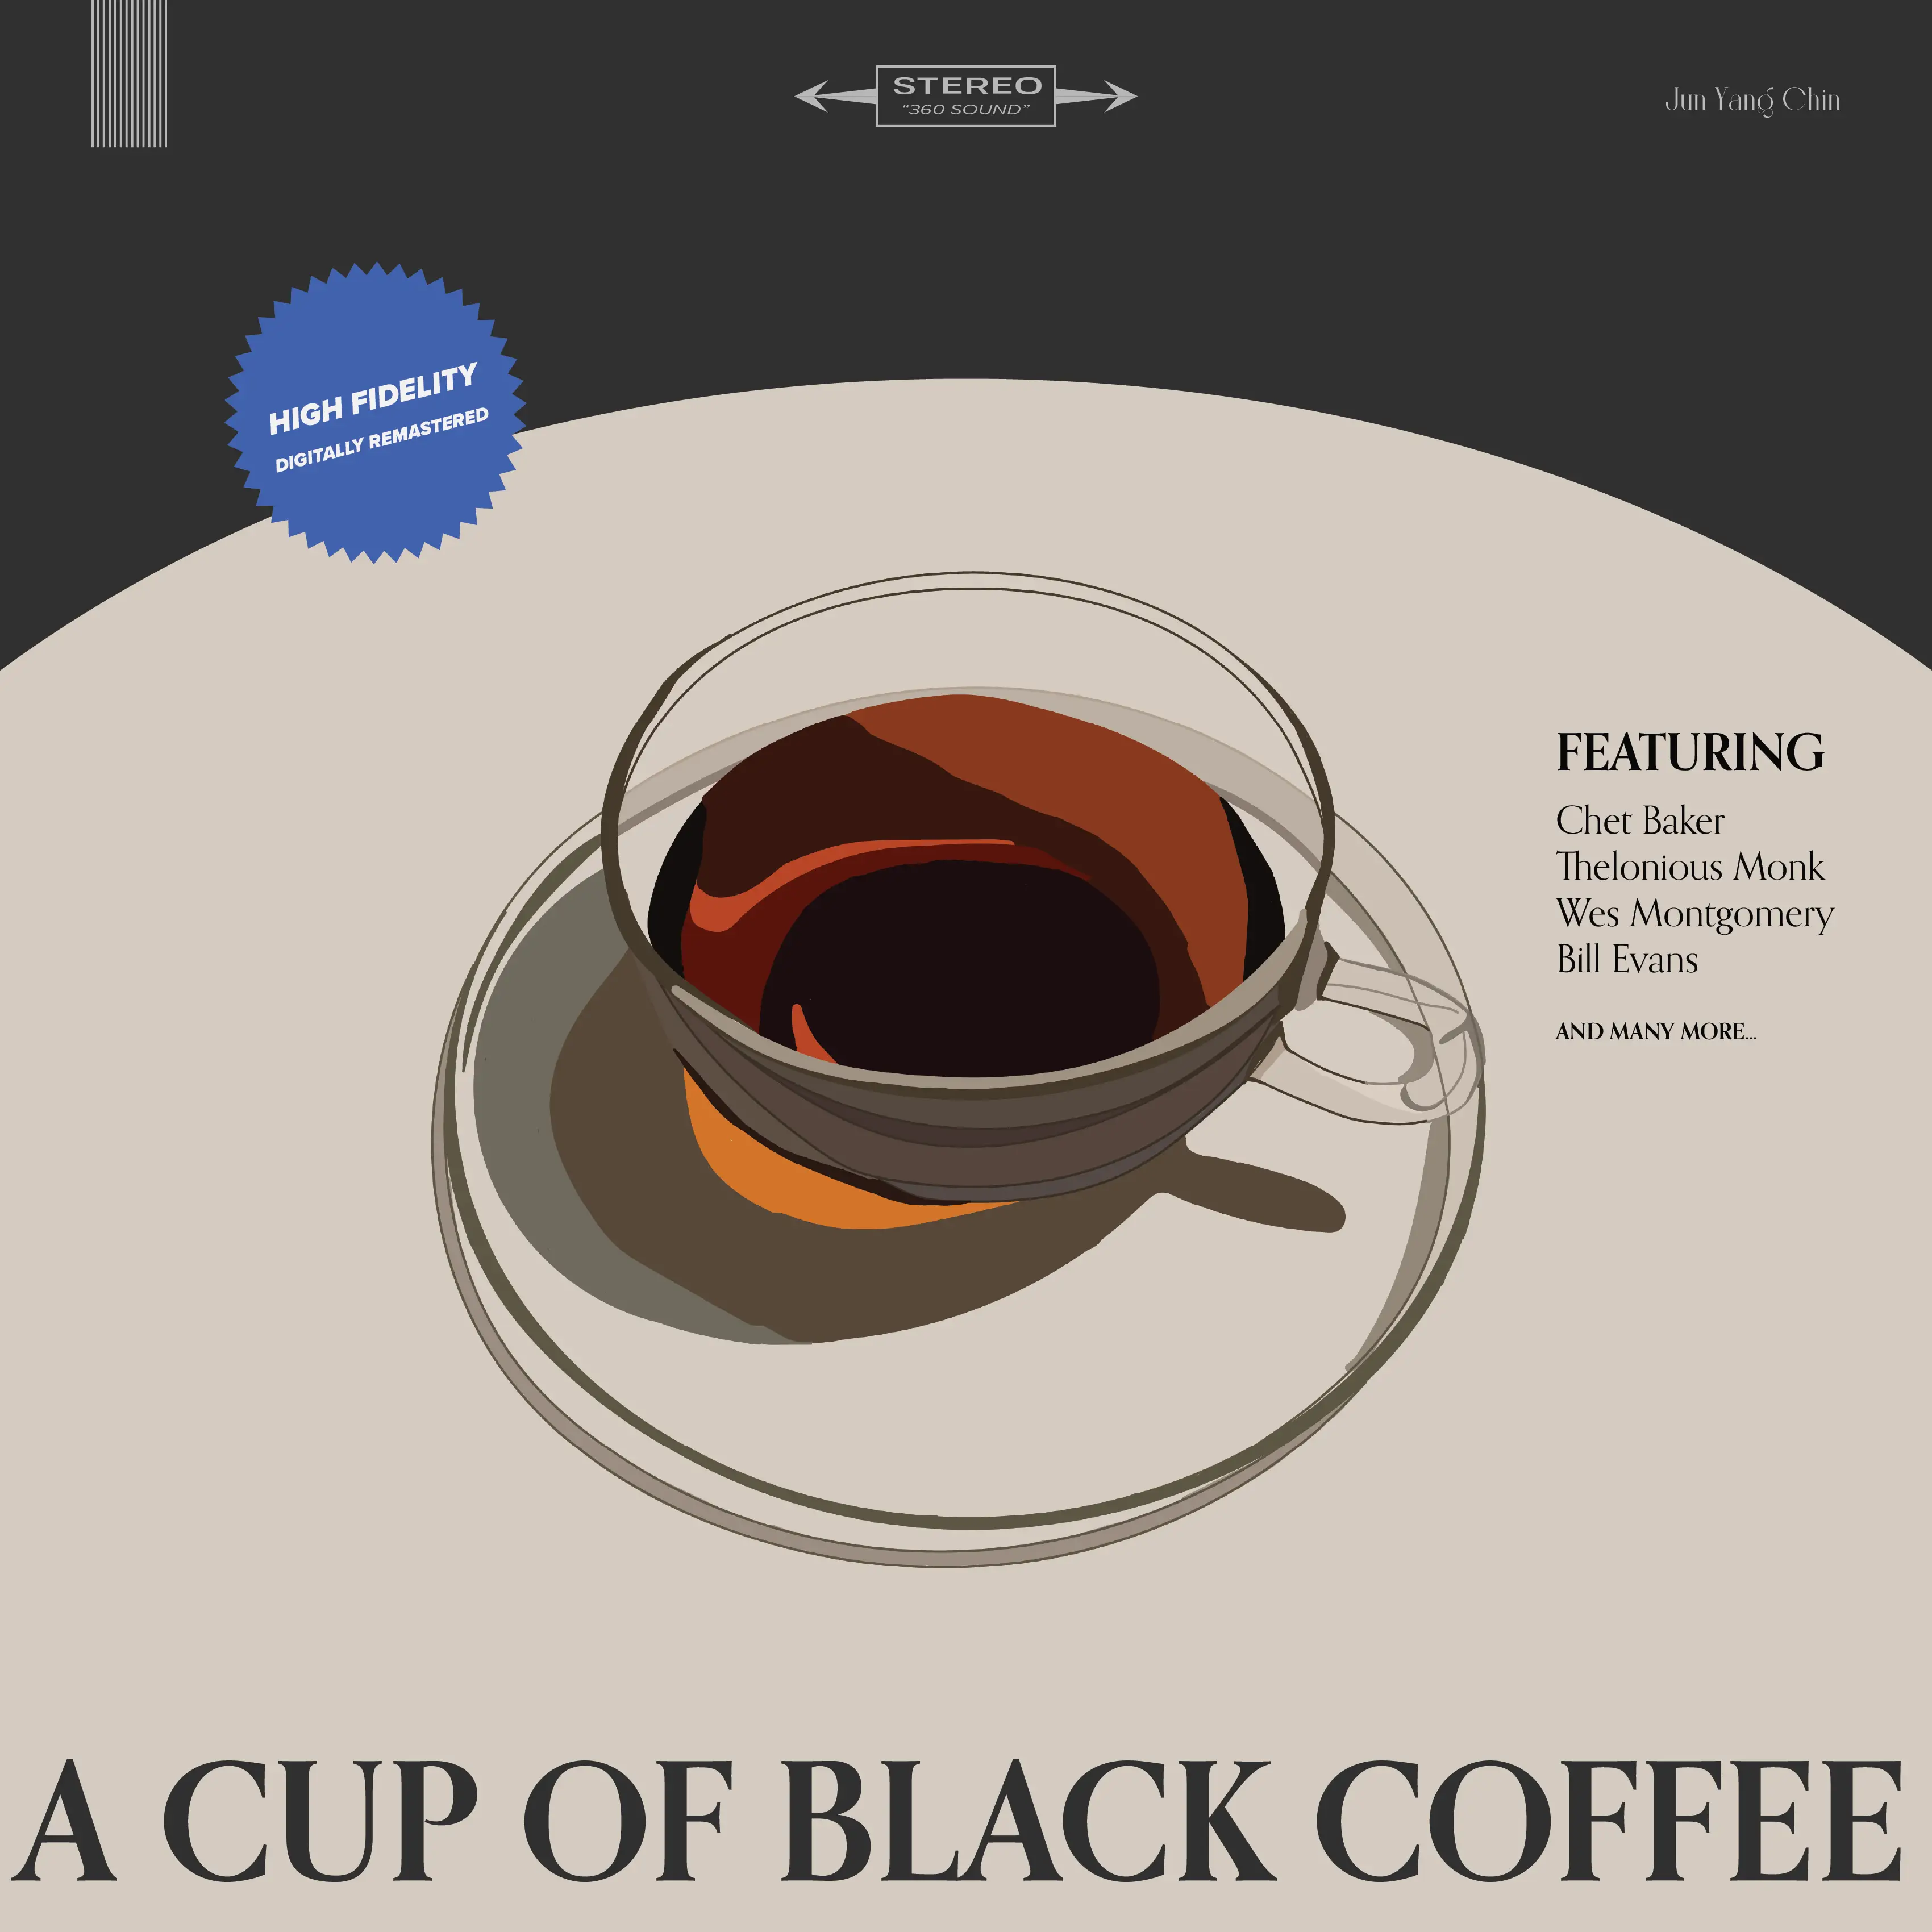 STEREO
“360 SOUND”
Jun Yang Chin
HIGH FIDELITY
DIGITALLY REMASTERED
FEATURING
Chet Baker
Thelonious Monk
Wes Montgomery
Bill Evans
AND MANY MORE...
A CUP OF BLACK COFFEE